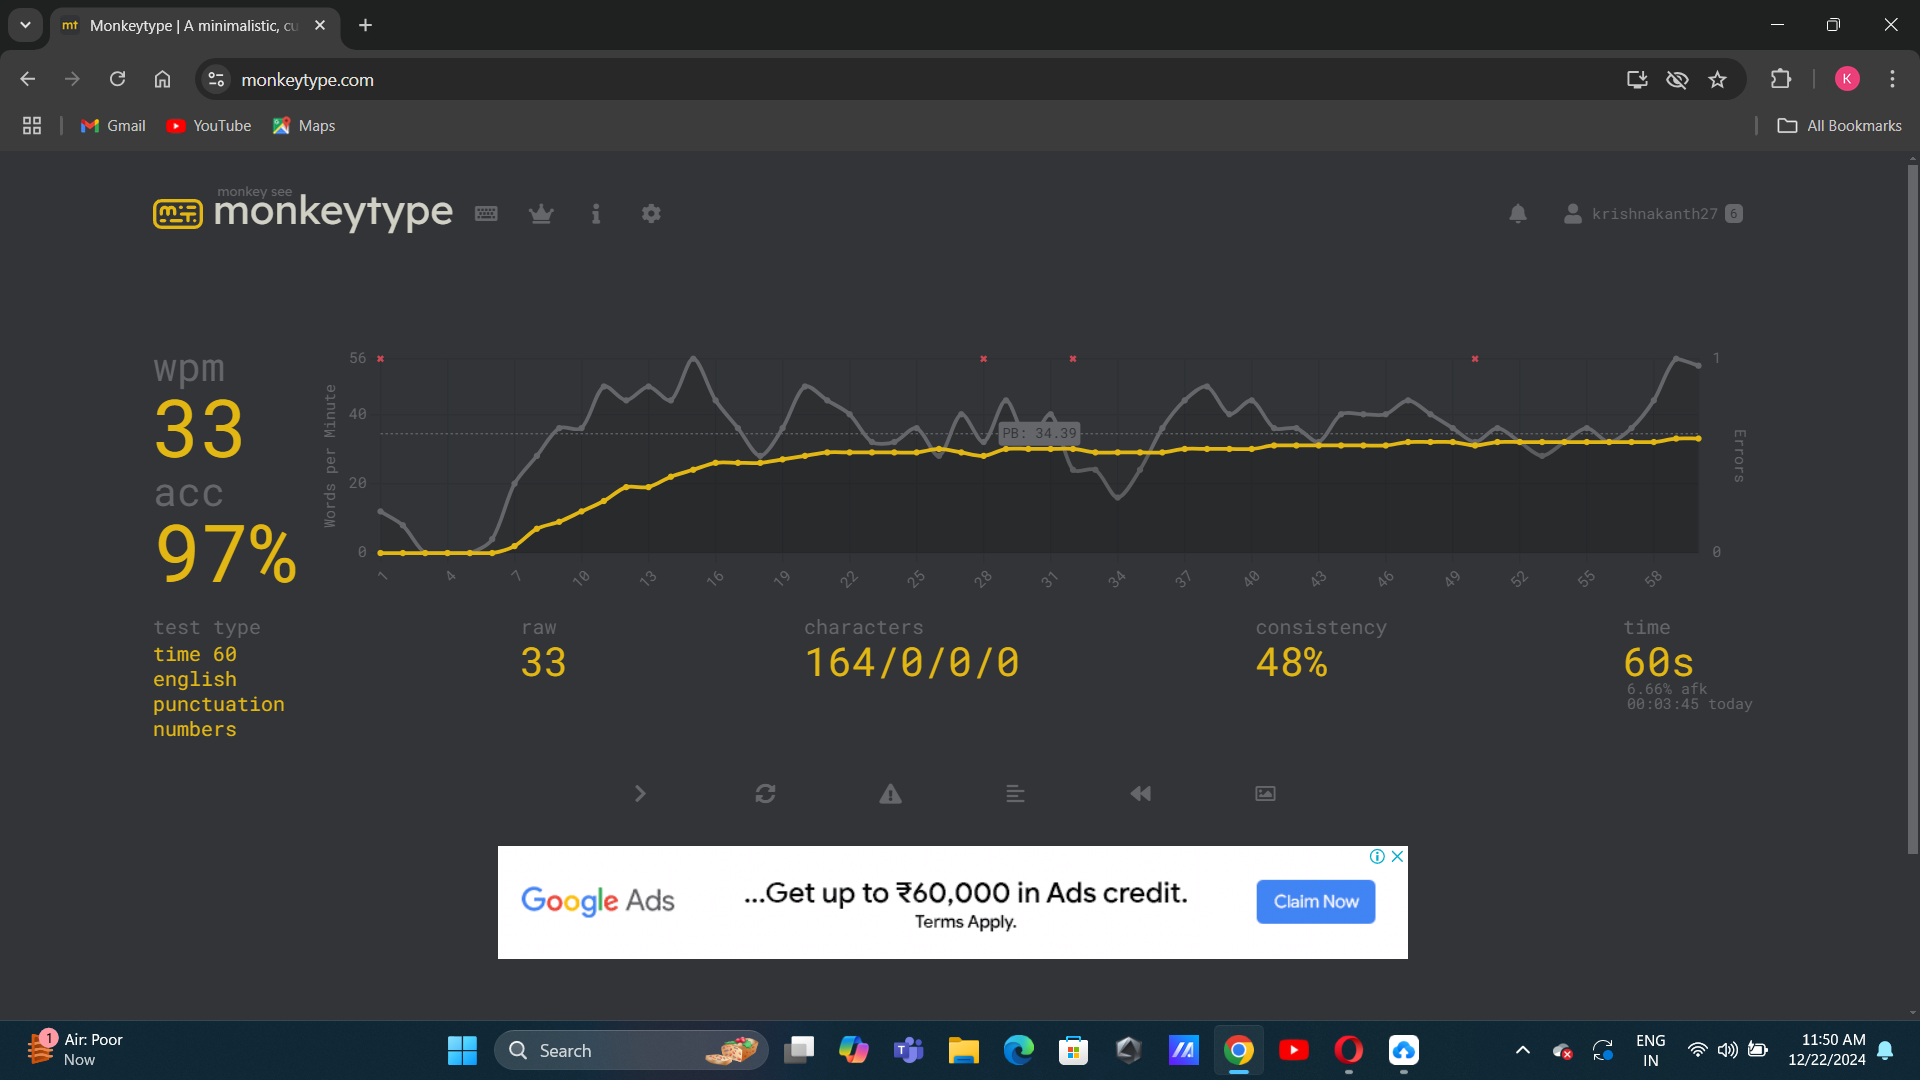 mt Monkeytype | A minimalistic, cu
monkeytype.com
K
Gmail YouTube Maps All Bookmarks
monkey see
monkeytype
krishnakanth27 6
wpm
33
acc
97%
Words per Minute
56
40
20
0
PB: 34.39
1
0
Errors
1 4 7 10 13 16 19 22 25 28 31 34 37 40 43 46 49 52 55 58
test type
time 60
english
punctuation
numbers
raw
33
characters
164/0/0/0
consistency
48%
time
60s
6.66% afk
00:03:45 today
Google Ads
...Get up to ₹60,000 in Ads credit.
Terms Apply.
Claim Now
1
Air: Poor
Now
Search
ENG
IN
11:50 AM
12/22/2024